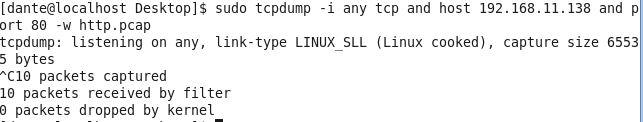 [dante@localhost Desktop]$ sudo tcpdump -i any tcp and host 192.168.11.138 and p
ort 80 -w http.pcap
tcpdump: listening on any, link-type LINUX_SLL (Linux cooked), capture size 6553
5 bytes
^C10 packets captured
10 packets received by filter
0 packets dropped by kernel